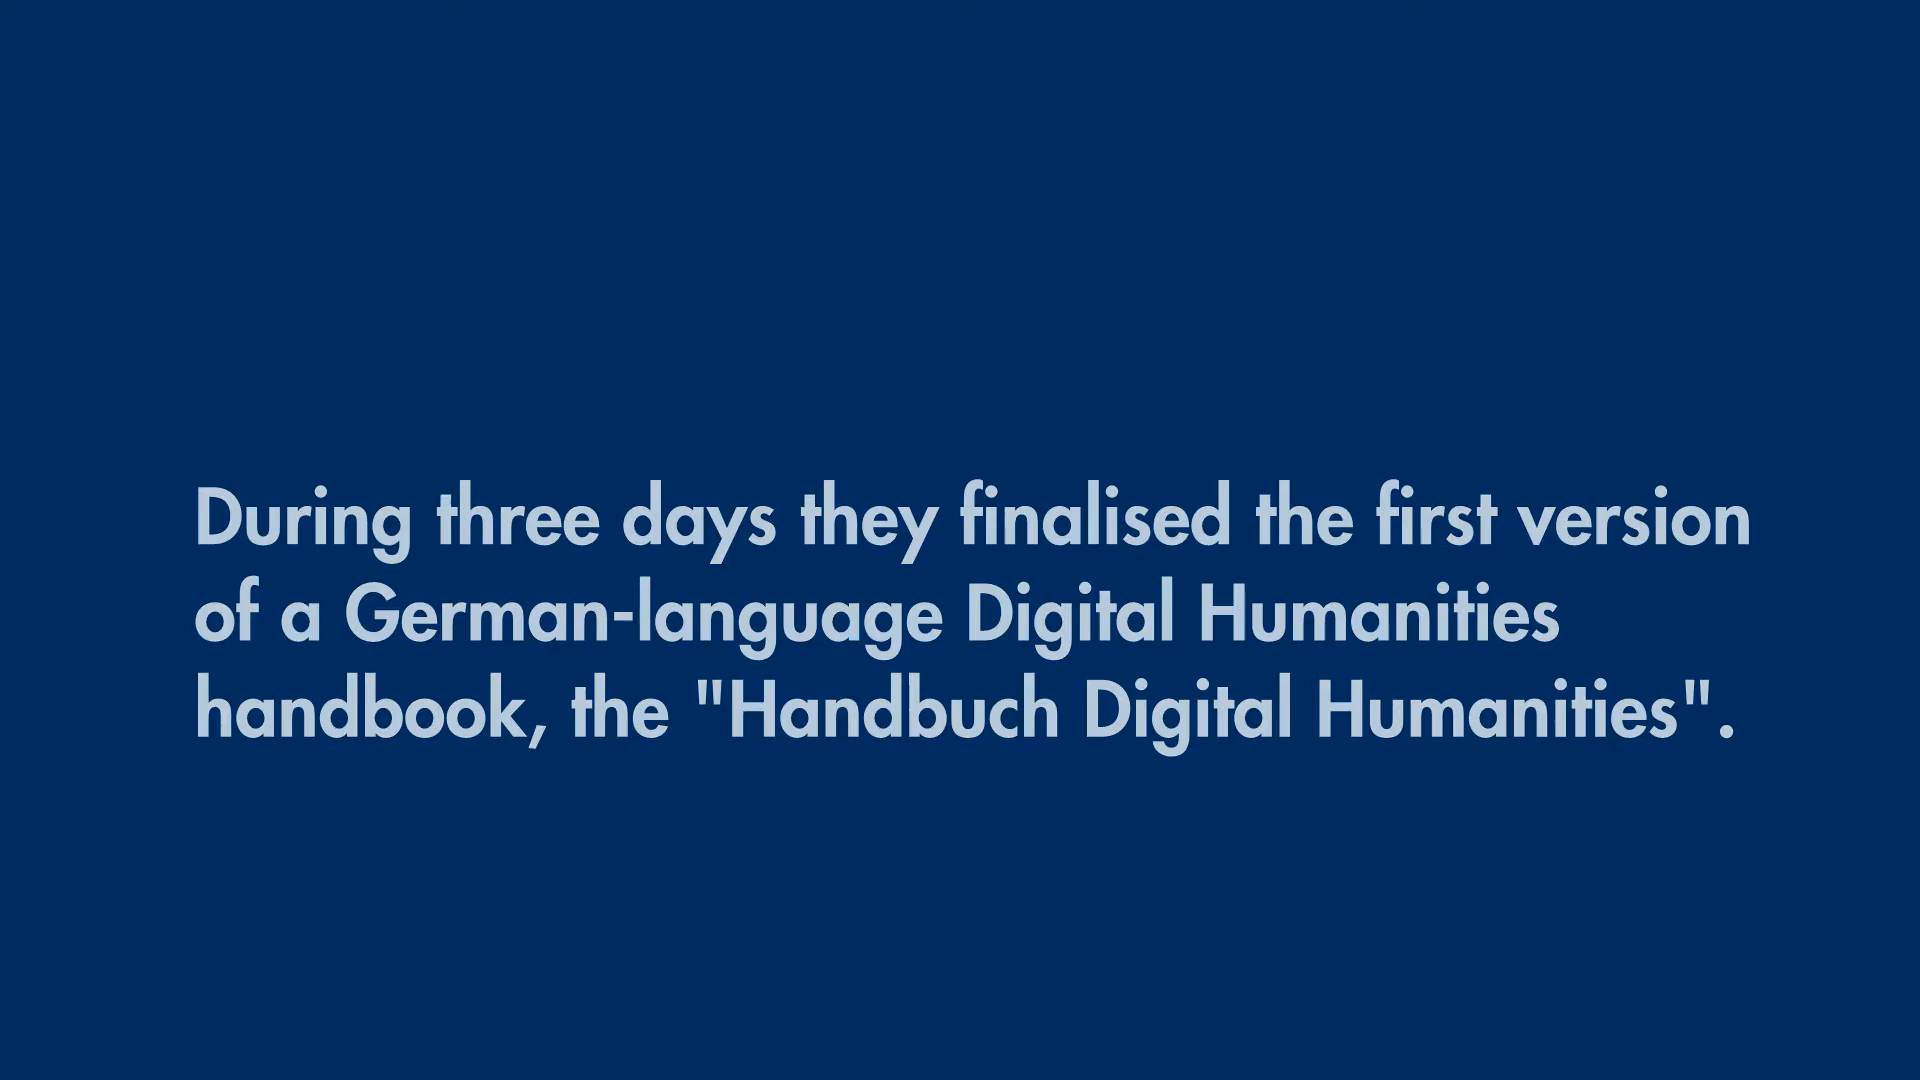 During three days they finalised the first version
of a German-language Digital Humanities
handbook, the "Handbuch Digital Humanities".